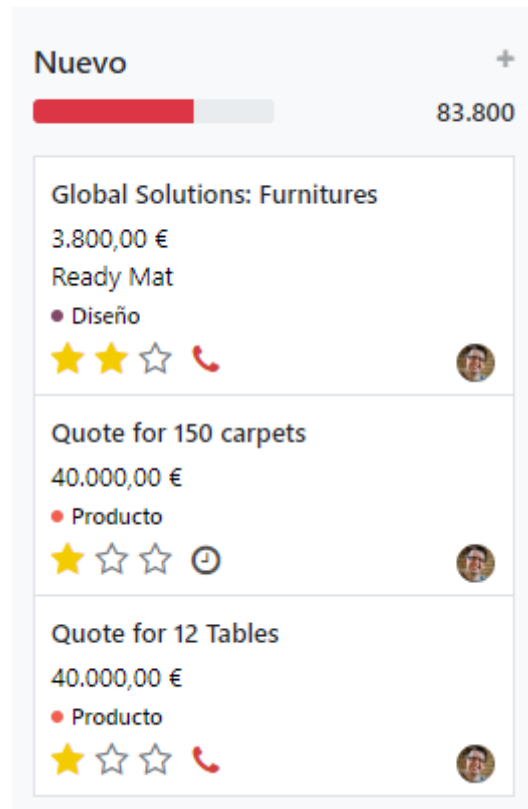 Nuevo +
83.800
Global Solutions: Furnitures
3.800,00 €
Ready Mat
Diseño
Quote for 150 carpets
40.000,00 €
Producto
Quote for 12 Tables
40.000,00 €
Producto